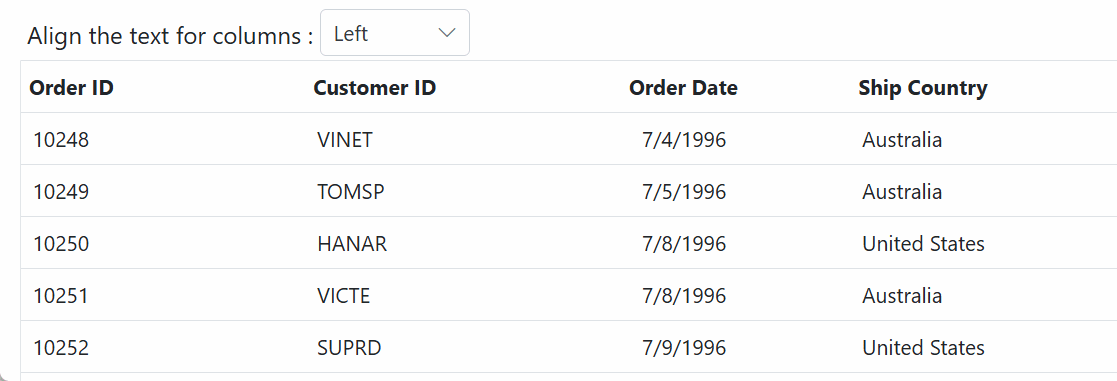 Align the text for columns : Left
Order ID Customer ID Order Date Ship Country
10248 VINET 7/4/1996 Australia
10249 TOMSP 7/5/1996 Australia
10250 HANAR 7/8/1996 United States
10251 VICTE 7/8/1996 Australia
10252 SUPRD 7/9/1996 United States